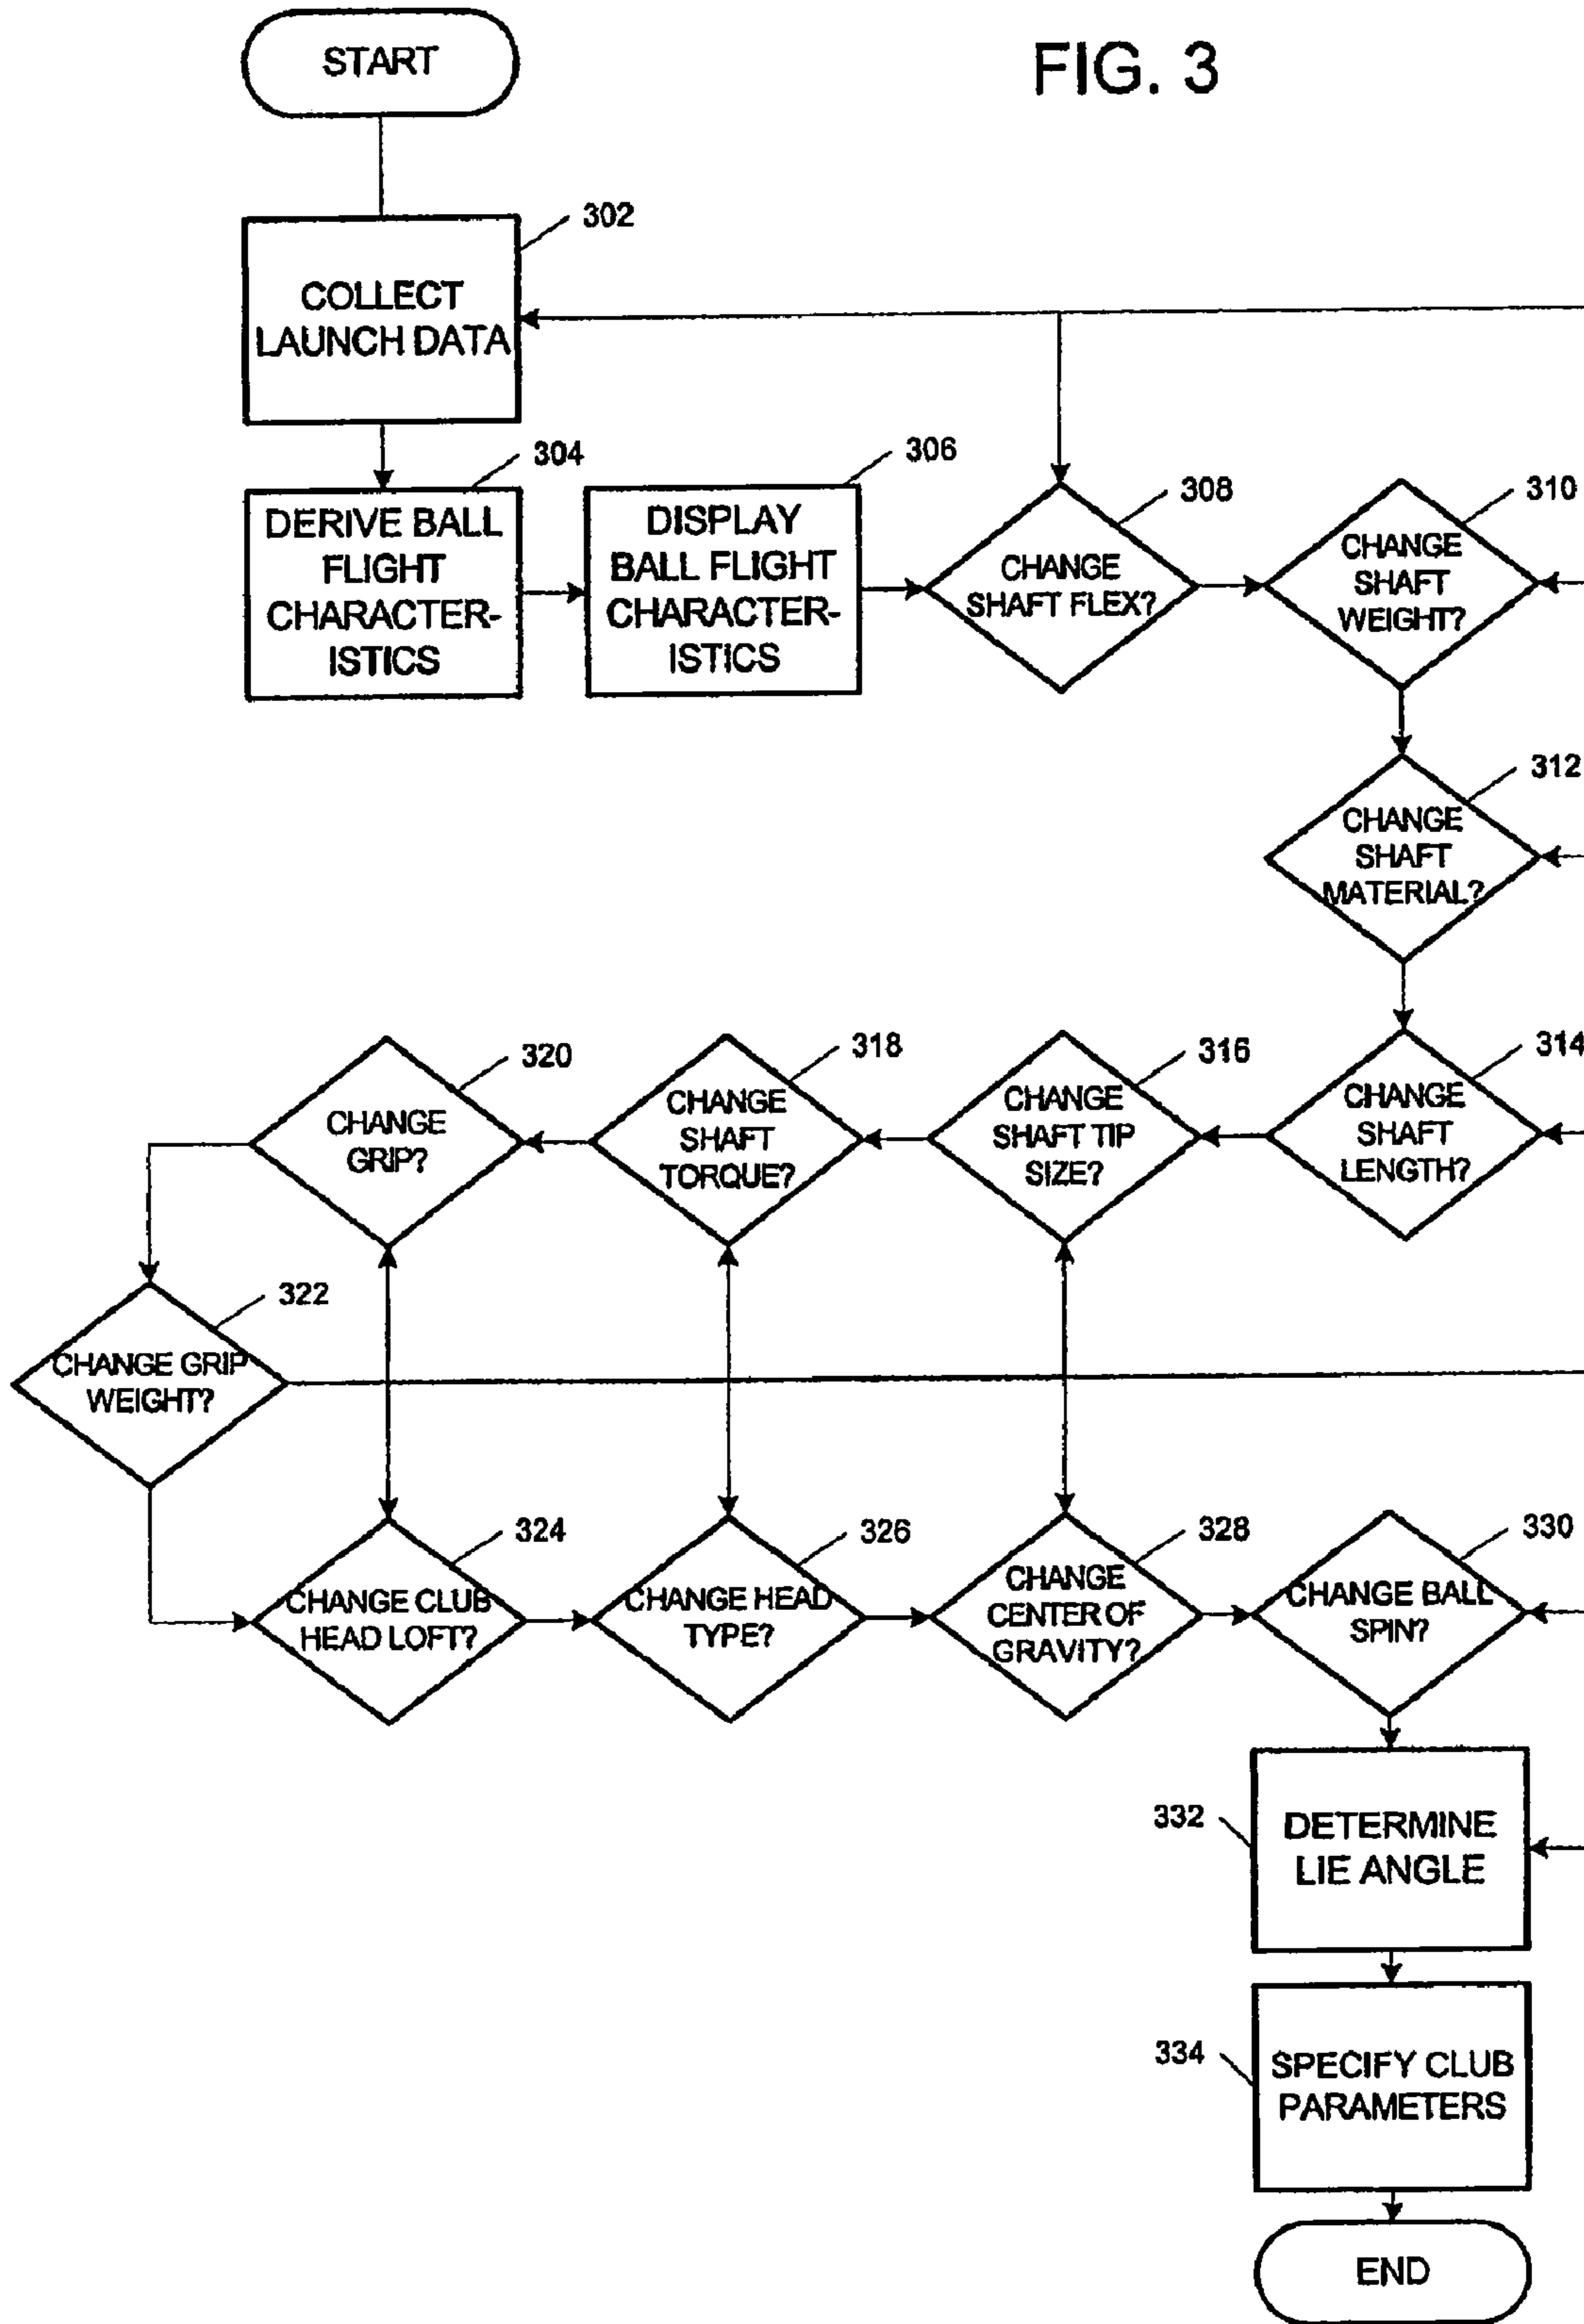 START
FIG. 3
302
COLLECT
LAUNCH DATA
304
DERIVE BALL
FLIGHT
CHARACTER-
ISTICS
306
DISPLAY
BALL FLIGHT
CHARACTER-
ISTICS
308
CHANGE
SHAFT FLEX?
310
CHANGE
SHAFT
WEIGHT?
312
CHANGE
SHAFT
MATERIAL?
314
CHANGE
SHAFT
LENGTH?
316
CHANGE
SHAFT TIP
SIZE?
318
CHANGE
SHAFT
TORQUE?
320
CHANGE
GRIP?
322
CHANGE GRIP
WEIGHT?
324
CHANGE CLUB
HEAD LOFT?
326
CHANGE HEAD
TYPE?
328
CHANGE
CENTER OF
GRAVITY?
330
CHANGE BALL
SPIN?
332
DETERMINE
LIE ANGLE
334
SPECIFY CLUB
PARAMETERS
END